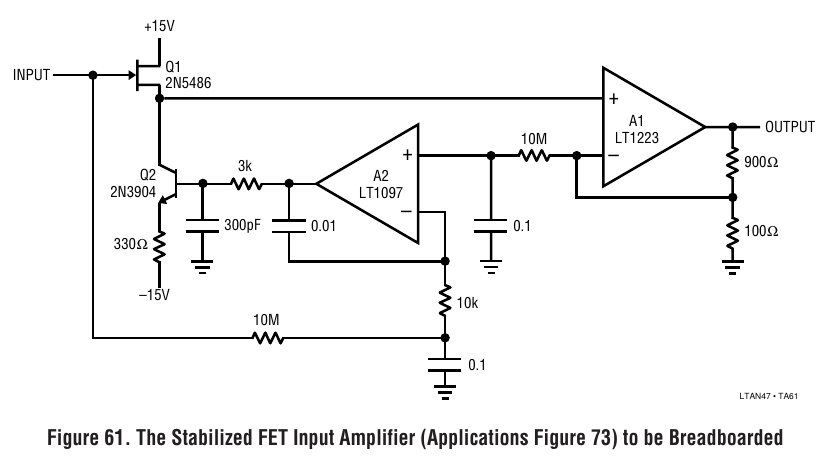 +15V
INPUT
Q1
2N5486
+
A1
LT1223
–
OUTPUT
10M
900Ω
3k
+
A2
LT1097
–
Q2
2N3904
300pF
0.01
0.1
100Ω
330Ω
–15V
10k
10M
0.1
LTAN47 • TA61
Figure 61. The Stabilized FET Input Amplifier (Applications Figure 73) to be Breadboarded